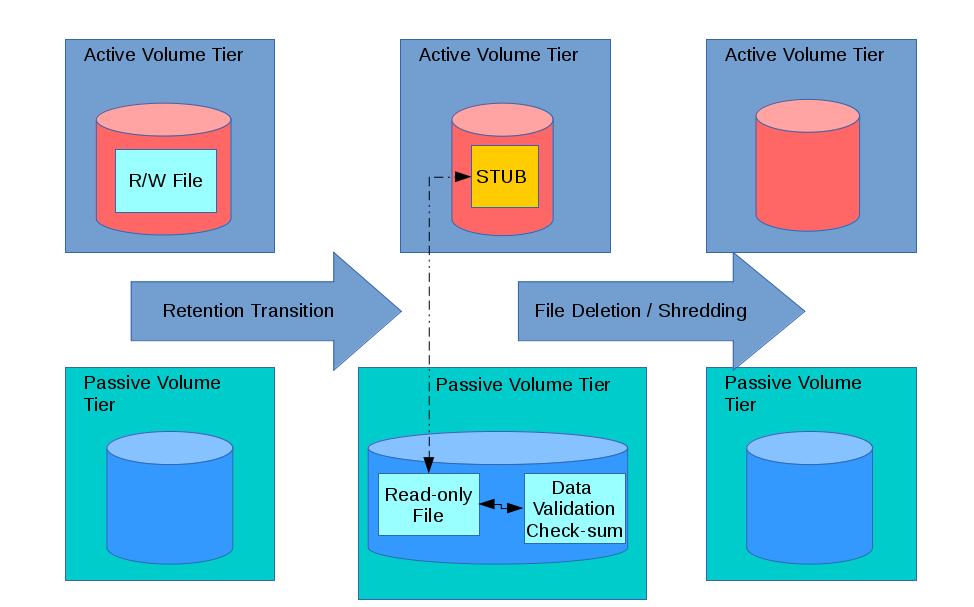 Active Volume Tier
Active Volume Tier
Active Volume Tier
R/W File
STUB
Retention Transition
File Deletion / Shredding
Passive Volume
Tier
Passive Volume Tier
Passive Volume
Tier
Read-only
File
Data
Validation
Check-sum